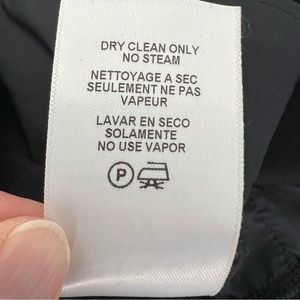 DRY CLEAN ONLY
NO STEAM
NETTOYAGE A SEC
SEULEMENT NE PAS
VAPEUR
LAVAR EN SECO
SOLAMENTE
NO USE VAPOR
P